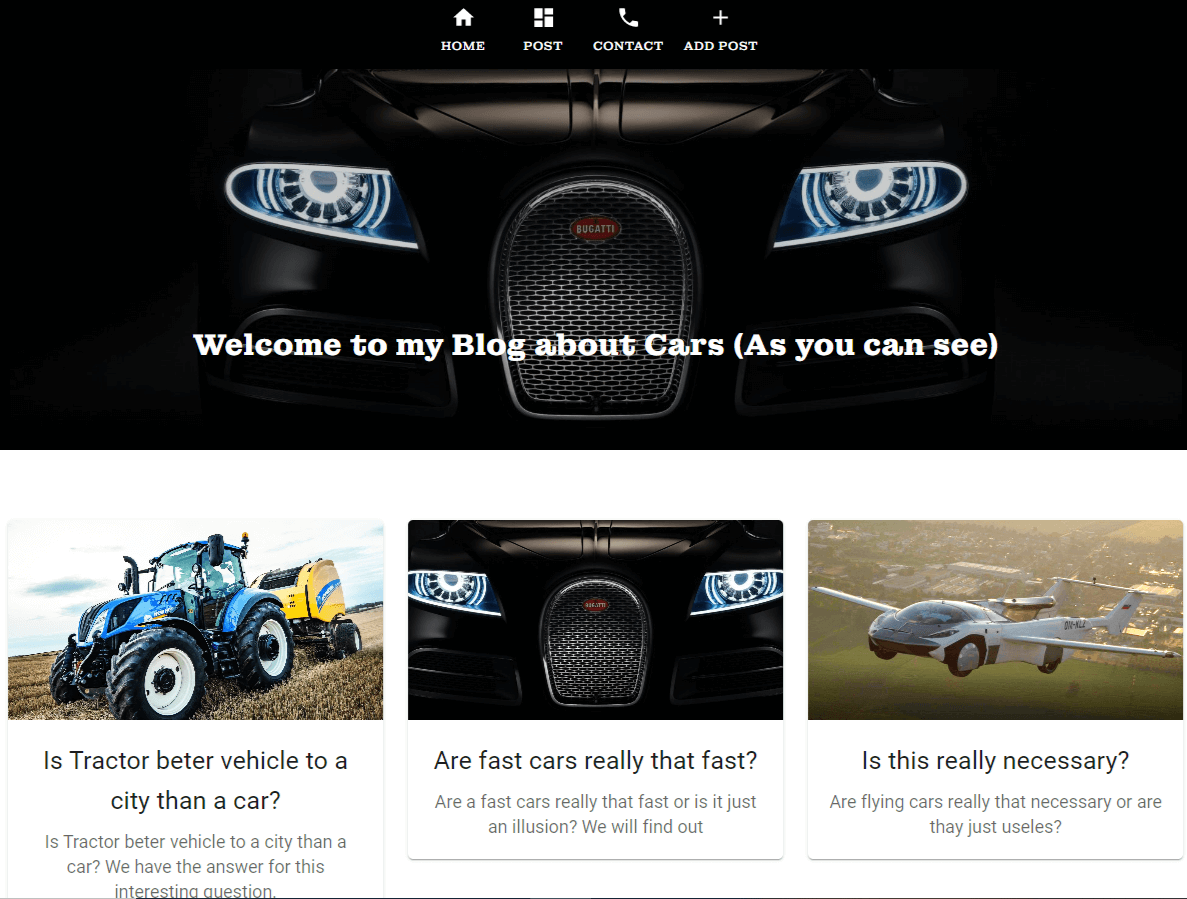 HOME POST CONTACT ADD POST
BUGATTI
Welcome to my Blog about Cars (As you can see)
BUGATTI
OM-KLX
Is Tractor beter vehicle to a
city than a car?
Is Tractor beter vehicle to a city than a
car? We have the answer for this
interesting question.
Are fast cars really that fast?
Are a fast cars really that fast or is it just
an illusion? We will find out
Is this really necessary?
Are flying cars really that necessary or are
thay just useles?